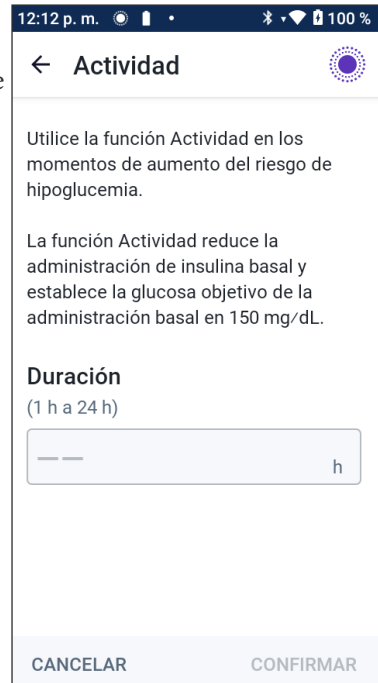 12:12 p. m. 100 %
Actividad
e
Utilice la función Actividad en los
momentos de aumento del riesgo de
hipoglucemia.
La función Actividad reduce la
administración de insulina basal y
establece la glucosa objetivo de la
administración basal en 150 mg/dL.
Duración
(1 h a 24 h)
— — h
CANCELAR CONFIRMAR